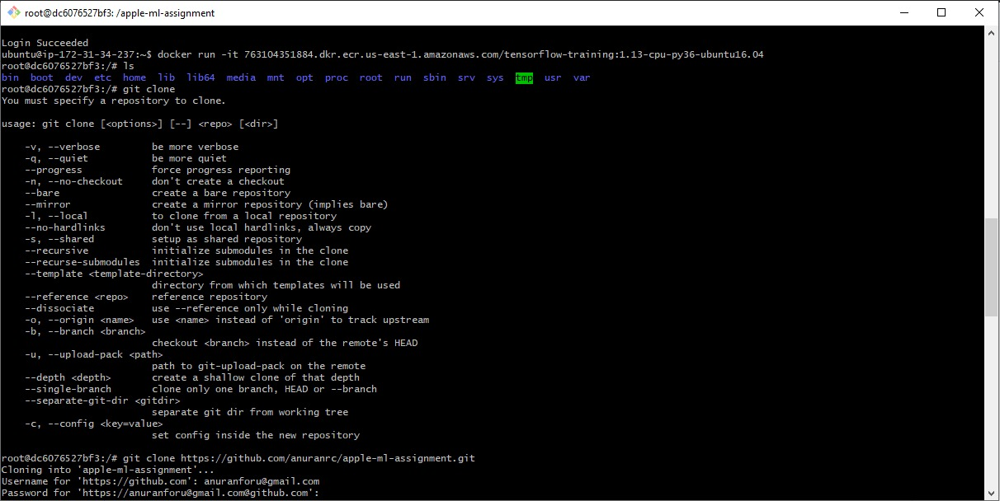 root@dc6076527bf3: /apple-ml-assignment
Login Succeeded
ubuntu@ip-172-31-34-237:~$ docker run -it 763104351884.dkr.ecr.us-east-1.amazonaws.com/tensorflow-training:1.13-cpu-py36-ubuntu16.04
root@dc6076527bf3:/# ls
bin  boot  dev  etc  home  lib  lib64  media  mnt  opt  proc  root  run  sbin  srv  sys  tmp  usr  var
root@dc6076527bf3:/# git clone
You must specify a repository to clone.
usage: git clone [<options>] [--] <repo> [<dir>]
    -v, --verbose         be more verbose
    -q, --quiet           be more quiet
    --progress            force progress reporting
    -n, --no-checkout     don't create a checkout
    --bare                create a bare repository
    --mirror              create a mirror repository (implies bare)
    -l, --local           to clone from a local repository
    --no-hardlinks        don't use local hardlinks, always copy
    -s, --shared          setup as shared repository
    --recursive           initialize submodules in the clone
    --recurse-submodules  initialize submodules in the clone
    --template <template-directory>
                          directory from which templates will be used
    --reference <repo>    reference repository
    --dissociate          use --reference only while cloning
    -o, --origin <name>   use <name> instead of 'origin' to track upstream
    -b, --branch <branch>
                          checkout <branch> instead of the remote's HEAD
    -u, --upload-pack <path>
                          path to git-upload-pack on the remote
    --depth <depth>       create a shallow clone of that depth
    --single-branch       clone only one branch, HEAD or --branch
    --separate-git-dir <gitdir>
                          separate git dir from working tree
    -c, --config <key=value>
                          set config inside the new repository
root@dc6076527bf3:/# git clone https://github.com/anuranrc/apple-ml-assignment.git
Cloning into 'apple-ml-assignment'...
Username for 'https://github.com': anuranforu@gmail.com
Password for 'https://anuranforu@gmail.com@github.com':